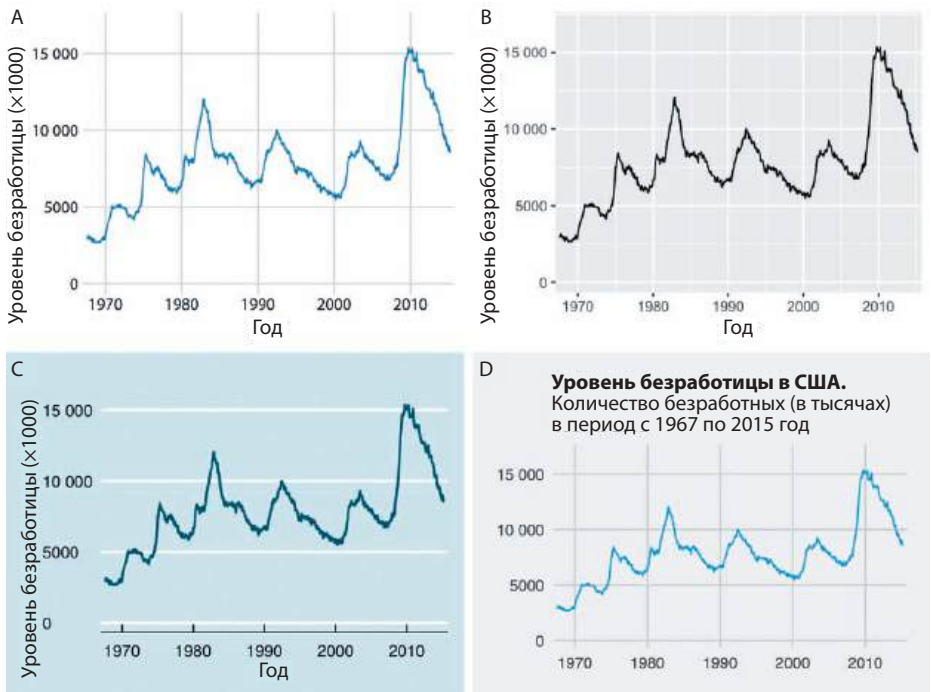 A
Уровень безработицы (×1000)
15 000
10 000
5000
0
1970 1980 1990 2000 2010
Год
B
Уровень безработицы (×1000)
15 000
10 000
5000
0
1970 1980 1990 2000 2010
Год
C
Уровень безработицы (×1000)
15 000
10 000
5000
0
1970 1980 1990 2000 2010
Год
D
Уровень безработицы в США.
Количество безработных (в тысячах)
в период с 1967 по 2015 год
15 000
10 000
5000
0
1970 1980 1990 2000 2010